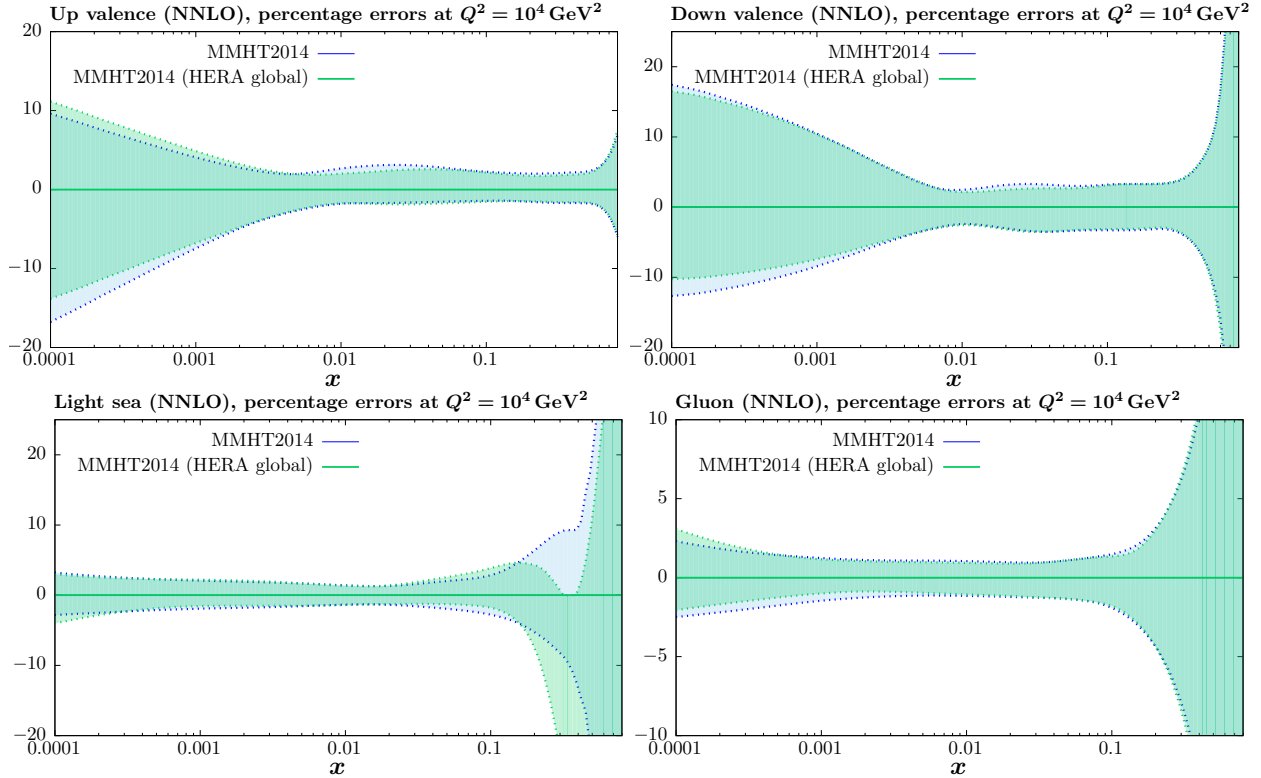 Up valence (NNLO), percentage errors at Q² = 10⁴ GeV²
20
10
0
−10
−20
MMHT2014
MMHT2014 (HERA global)
0.0001 0.001 0.01 0.1
x
Down valence (NNLO), percentage errors at Q² = 10⁴ GeV²
20
10
0
−10
−20
MMHT2014
MMHT2014 (HERA global)
0.0001 0.001 0.01 0.1
x
Light sea (NNLO), percentage errors at Q² = 10⁴ GeV²
20
10
0
−10
−20
MMHT2014
MMHT2014 (HERA global)
0.0001 0.001 0.01 0.1
x
Gluon (NNLO), percentage errors at Q² = 10⁴ GeV²
10
5
0
−5
−10
MMHT2014
MMHT2014 (HERA global)
0.0001 0.001 0.01 0.1
x